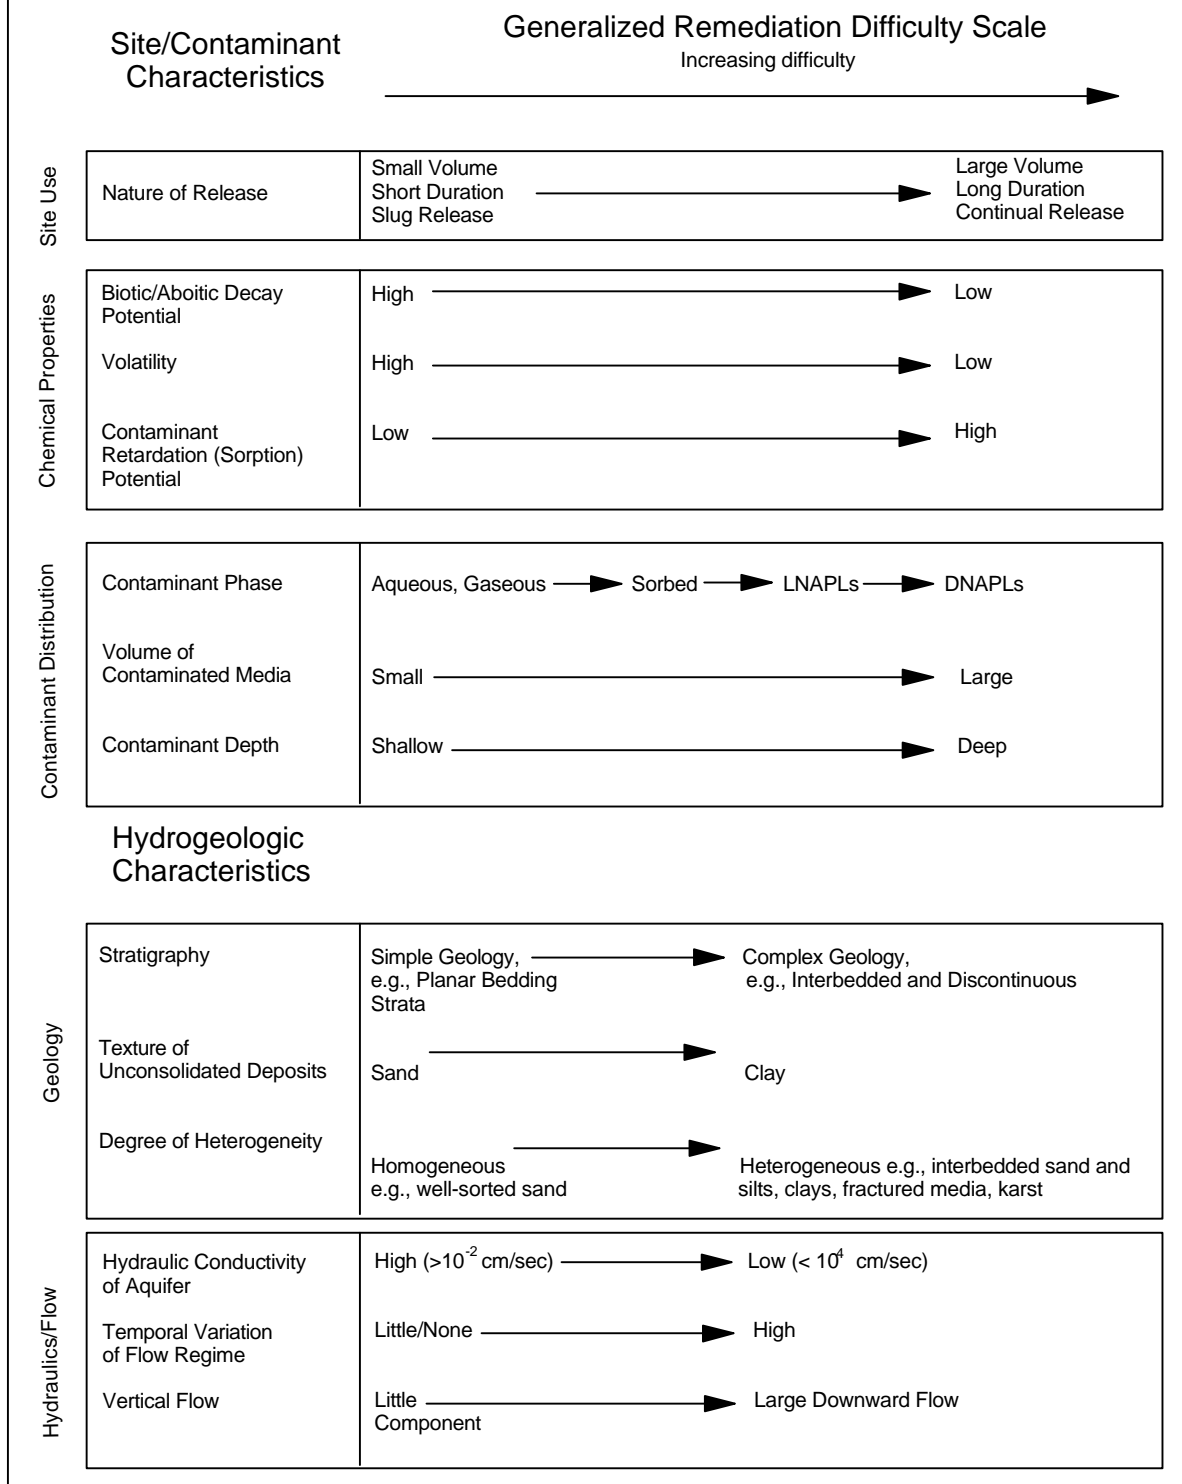 Site/Contaminant
Characteristics
Generalized Remediation Difficulty Scale
Increasing difficulty
Site Use
Nature of Release
Small Volume
Short Duration
Slug Release
Large Volume
Long Duration
Continual Release
Chemical Properties
Biotic/Aboitic Decay
Potential
High
Low
Volatility
High
Low
Contaminant
Retardation (Sorption)
Potential
Low
High
Contaminant Distribution
Contaminant Phase
Aqueous, Gaseous
Sorbed
LNAPLs
DNAPLs
Volume of
Contaminated Media
Small
Large
Contaminant Depth
Shallow
Deep
Hydrogeologic
Characteristics
Geology
Stratigraphy
Simple Geology,
e.g., Planar Bedding
Strata
Complex Geology,
e.g., Interbedded and Discontinuous
Texture of
Unconsolidated Deposits
Sand
Clay
Degree of Heterogeneity
Homogeneous
e.g., well-sorted sand
Heterogeneous e.g., interbedded sand and
silts, clays, fractured media, karst
Hydraulics/Flow
Hydraulic Conductivity
of Aquifer
High (>10⁻² cm/sec)
Low (< 10⁴ cm/sec)
Temporal Variation
of Flow Regime
Little/None
High
Vertical Flow
Little
Component
Large Downward Flow